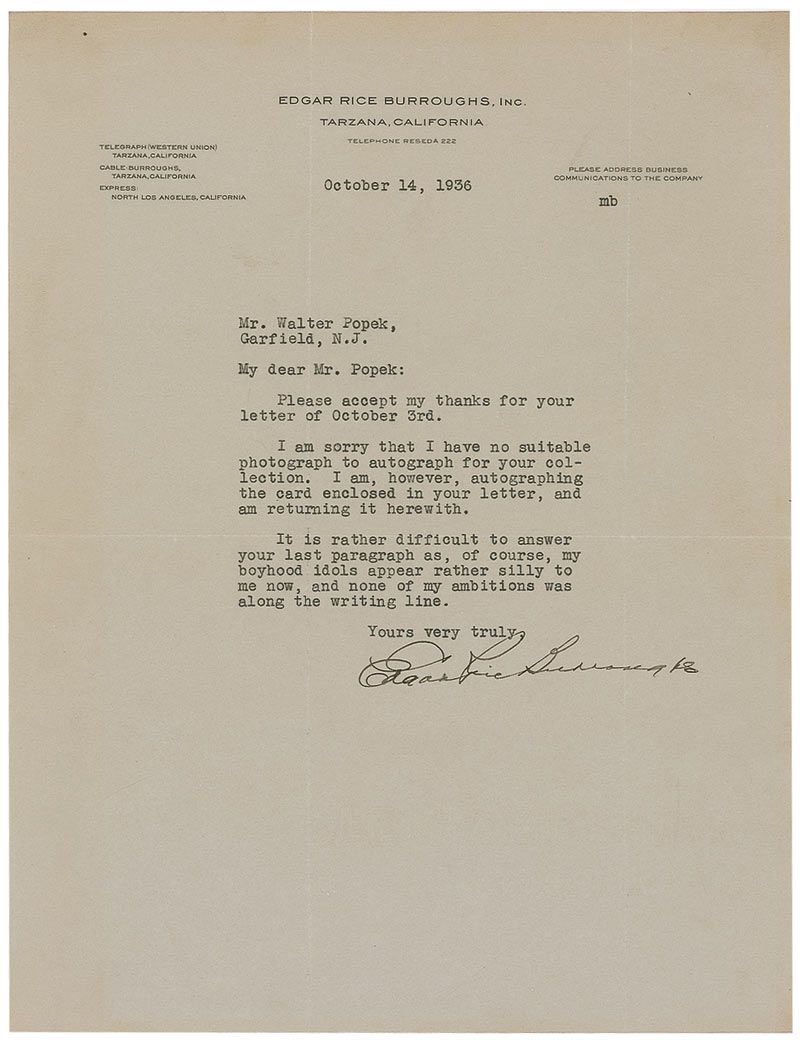 EDGAR RICE BURROUGHS, INC.
TARZANA, CALIFORNIA
TELEPHONE RESEDA 222
TELEGRAPH (WESTERN UNION)
TARZANA, CALIFORNIA
CABLE-BURROUGHS,
TARZANA, CALIFORNIA
EXPRESS:
NORTH LOS ANGELES, CALIFORNIA
October 14, 1936
PLEASE ADDRESS BUSINESS
COMMUNICATIONS TO THE COMPANY
mb
Mr. Walter Popek,
Garfield, N.J.
My dear Mr. Popek:
Please accept my thanks for your
letter of October 3rd.
I am sorry that I have no suitable
photograph to autograph for your col-
lection. I am, however, autographing
the card enclosed in your letter, and
am returning it herewith.
It is rather difficult to answer
your last paragraph as, of course, my
boyhood idols appear rather silly to
me now, and none of my ambitions was
along the writing line.
Yours very truly,
Edgar Rice Burroughs